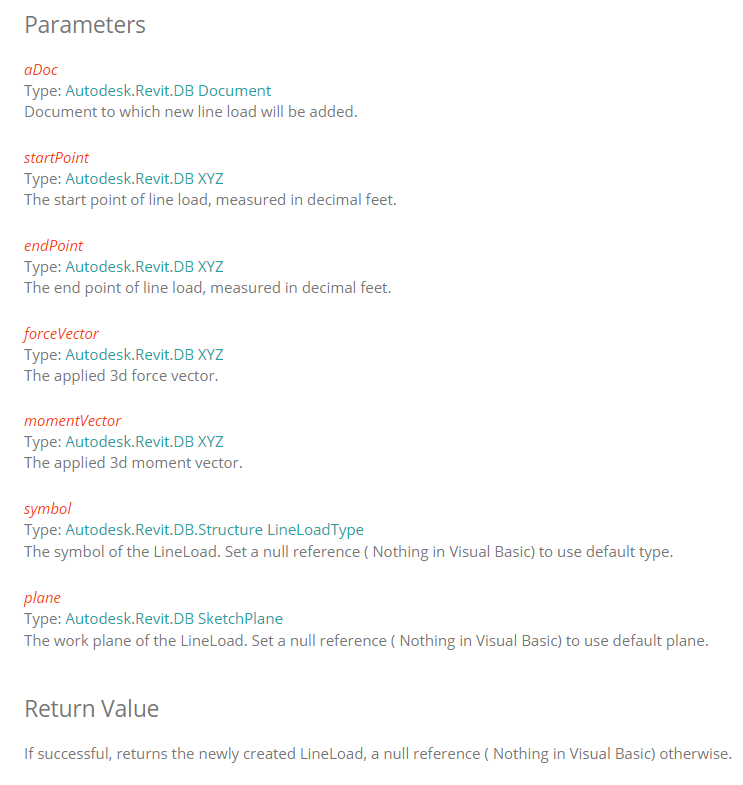 Parameters
aDoc
Type: Autodesk.Revit.DB Document
Document to which new line load will be added.
startPoint
Type: Autodesk.Revit.DB XYZ
The start point of line load, measured in decimal feet.
endPoint
Type: Autodesk.Revit.DB XYZ
The end point of line load, measured in decimal feet.
forceVector
Type: Autodesk.Revit.DB XYZ
The applied 3d force vector.
momentVector
Type: Autodesk.Revit.DB XYZ
The applied 3d moment vector.
symbol
Type: Autodesk.Revit.DB.Structure LineLoadType
The symbol of the LineLoad. Set a null reference ( Nothing in Visual Basic) to use default type.
plane
Type: Autodesk.Revit.DB SketchPlane
The work plane of the LineLoad. Set a null reference ( Nothing in Visual Basic) to use default plane.
Return Value
If successful, returns the newly created LineLoad, a null reference ( Nothing in Visual Basic) otherwise.